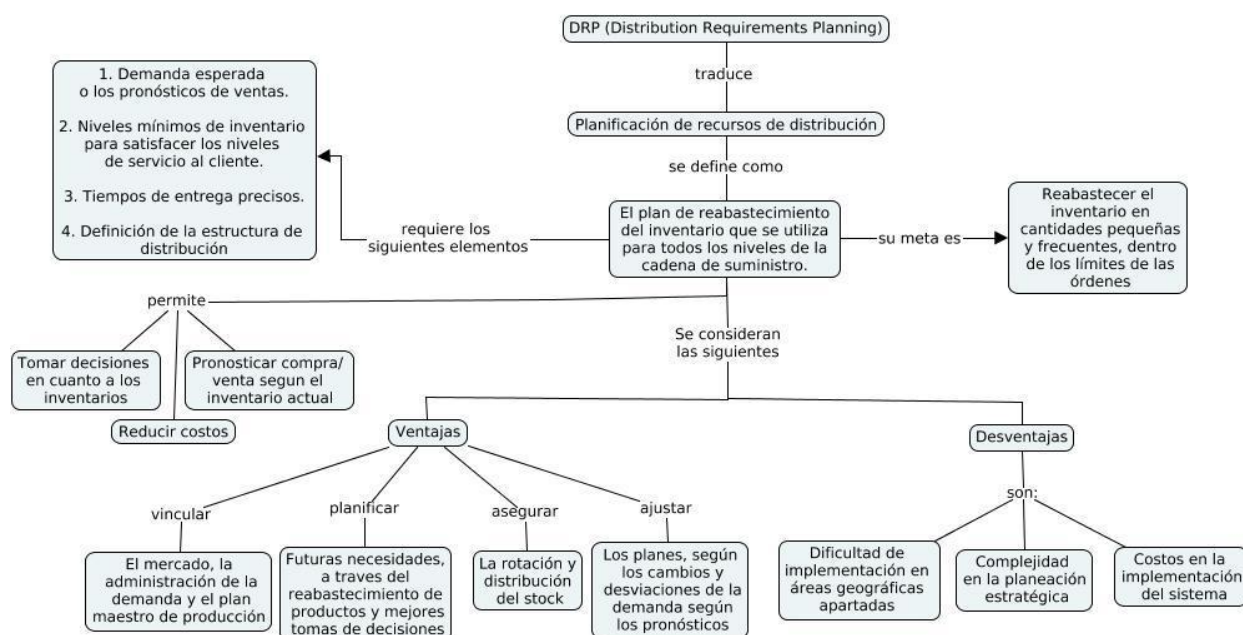 DRP (Distribution Requirements Planning)
traduce
Planificación de recursos de distribución
se define como
El plan de reabastecimiento
del inventario que se utiliza
para todos los niveles de la
cadena de suministro.
requiere los
siguientes elementos
1. Demanda esperada
o los pronósticos de ventas.
2. Niveles mínimos de inventario
para satisfacer los niveles
de servicio al cliente.
3. Tiempos de entrega precisos.
4. Definición de la estructura de
distribución
su meta es
Reabastecer el
inventario en
cantidades pequeñas
y frecuentes, dentro
de los límites de las
órdenes
permite
Tomar decisiones
en cuanto a los
inventarios
Reducir costos
Pronosticar compra/
venta segun el
inventario actual
Se consideran
las siguientes
Ventajas
vincular
El mercado, la
administración de la
demanda y el plan
maestro de producción
planificar
Futuras necesidades,
a traves del
reabastecimiento de
productos y mejores
tomas de decisiones
asegurar
La rotación y
distribución
del stock
ajustar
Los planes, según
los cambios y
desviaciones de la
demanda según
los pronósticos
Desventajas
son:
Dificultad de
implementación en
áreas geográficas
apartadas
Complejidad
en la planeación
estratégica
Costos en la
implementación
del sistema